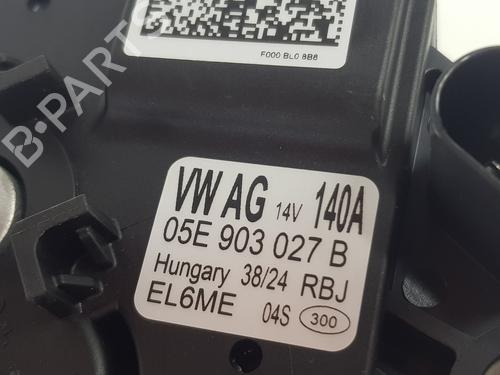 F000 BL0 8B8
B-PARTS
VW AG 14V 140A
05E 903 027 B
Hungary 38/24 RBJ
EL6ME 04S 300